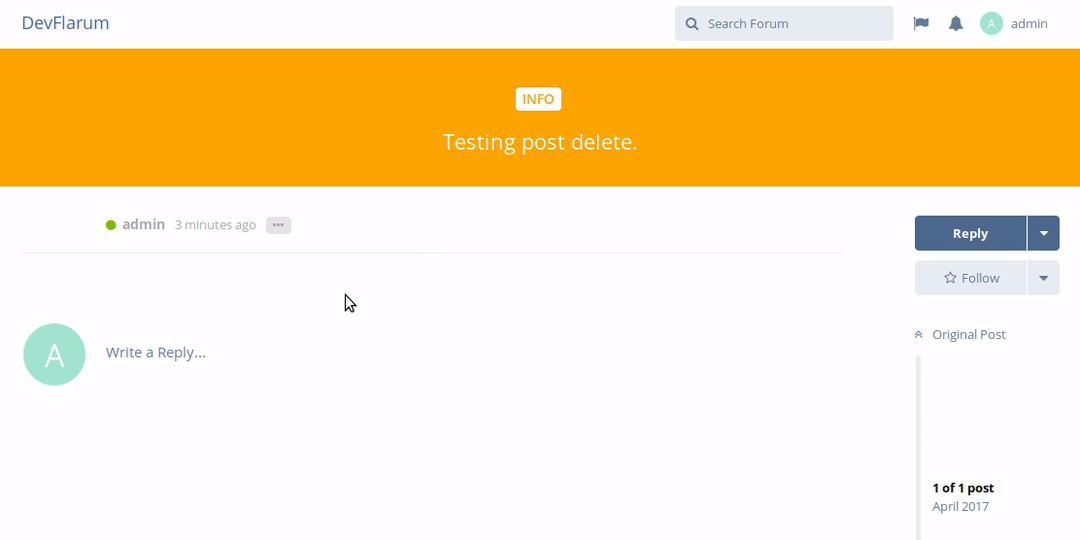 DevFlarum
Search Forum
A admin
INFO
Testing post delete.
admin 3 minutes ago
Reply
Follow
Original Post
A Write a Reply...
1 of 1 post
April 2017